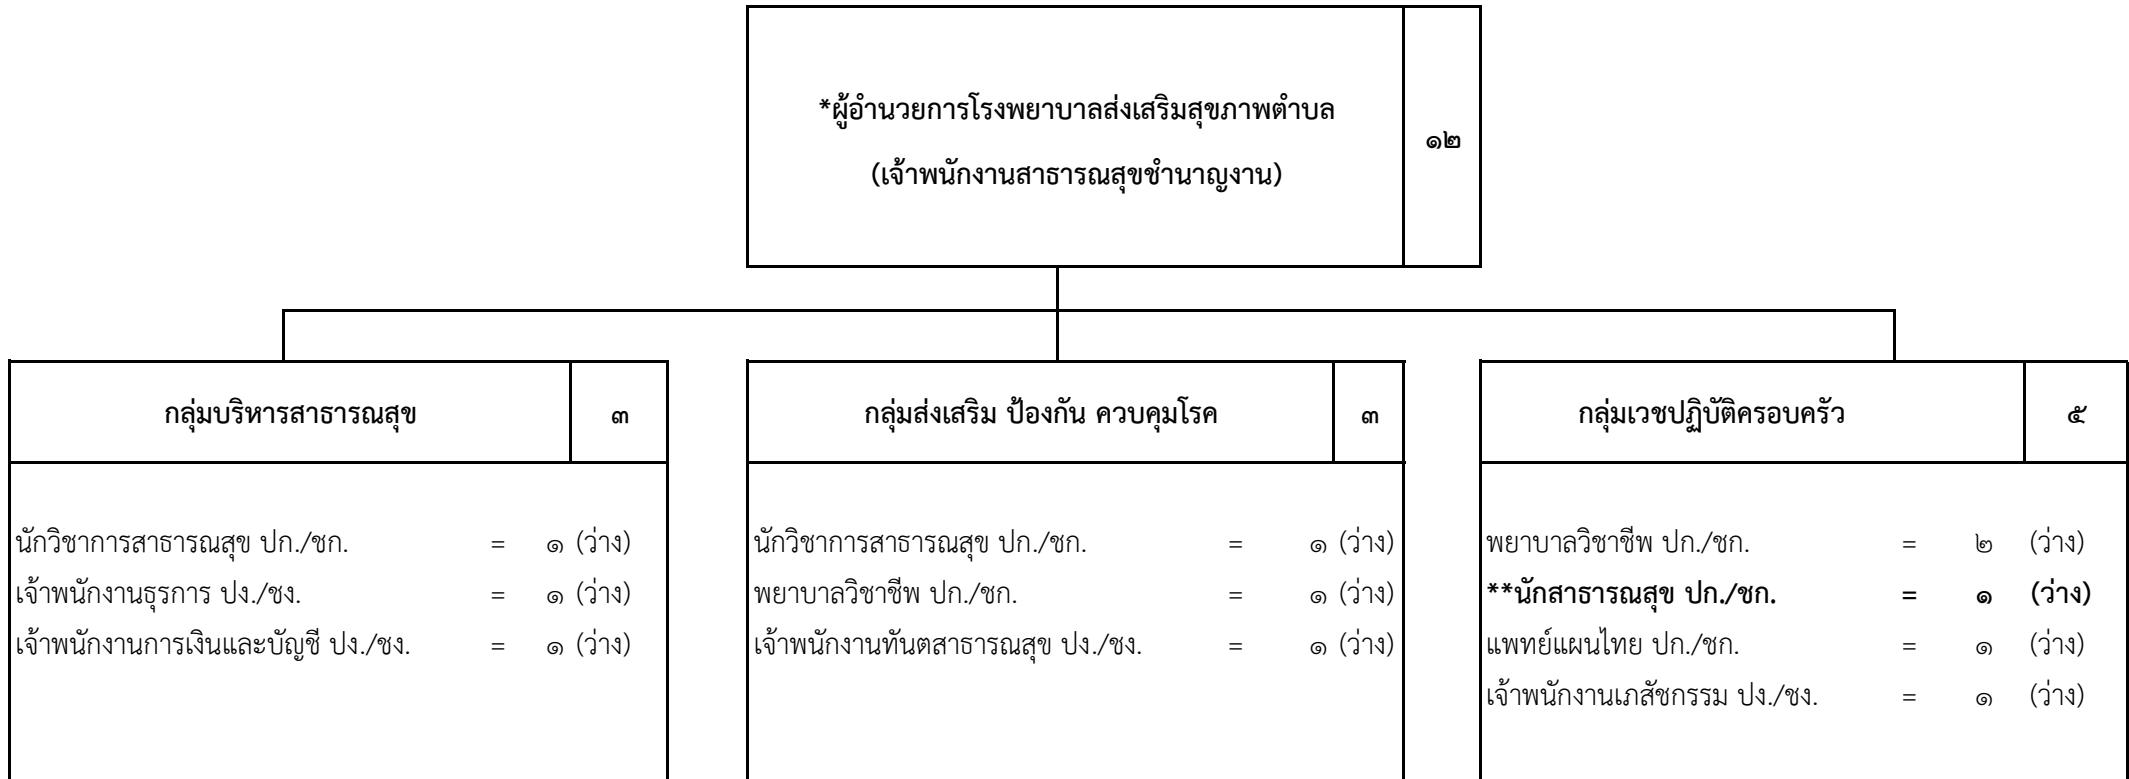 *ผู้อำนวยการโรงพยาบาลส่งเสริมสุขภาพตำบล
(เจ้าพนักงานสาธารณสุขชำนาญงาน)
๑๒
กลุ่มบริหารสาธารณสุข ๓
นักวิชาการสาธารณสุข ปก./ชก. = ๑ (ว่าง)
เจ้าพนักงานธุรการ ปง./ชง. = ๑ (ว่าง)
เจ้าพนักงานการเงินและบัญชี ปง./ชง. = ๑ (ว่าง)
กลุ่มส่งเสริม ป้องกัน ควบคุมโรค ๓
นักวิชาการสาธารณสุข ปก./ชก. = ๑ (ว่าง)
พยาบาลวิชาชีพ ปก./ชก. = ๑ (ว่าง)
เจ้าพนักงานทันตสาธารณสุข ปง./ชง. = ๑ (ว่าง)
กลุ่มเวชปฏิบัติครอบครัว ๕
พยาบาลวิชาชีพ ปก./ชก. = ๒ (ว่าง)
**นักสาธารณสุข ปก./ชก. = ๑ (ว่าง)
แพทย์แผนไทย ปก./ชก. = ๑ (ว่าง)
เจ้าพนักงานเภสัชกรรม ปง./ชง. = ๑ (ว่าง)